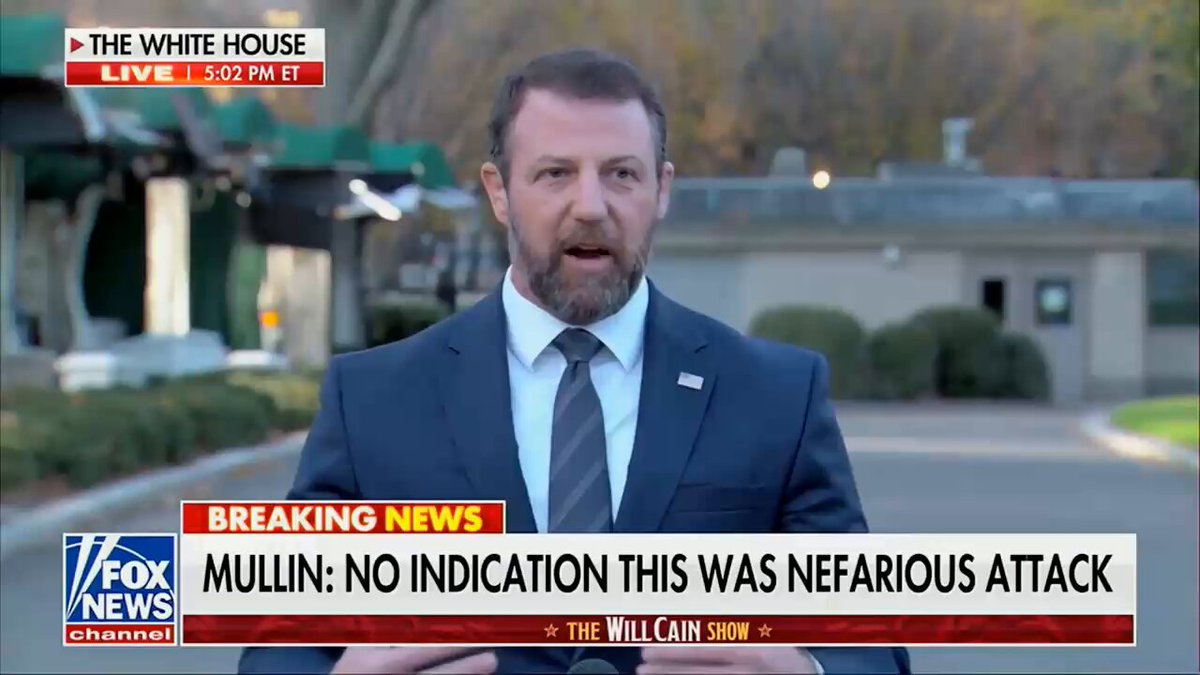 THE WHITE HOUSE
LIVE | 5:02 PM ET
BREAKING NEWS
MULLIN: NO INDICATION THIS WAS NEFARIOUS ATTACK
FOX
NEWS
channel
THE WILL CAIN SHOW